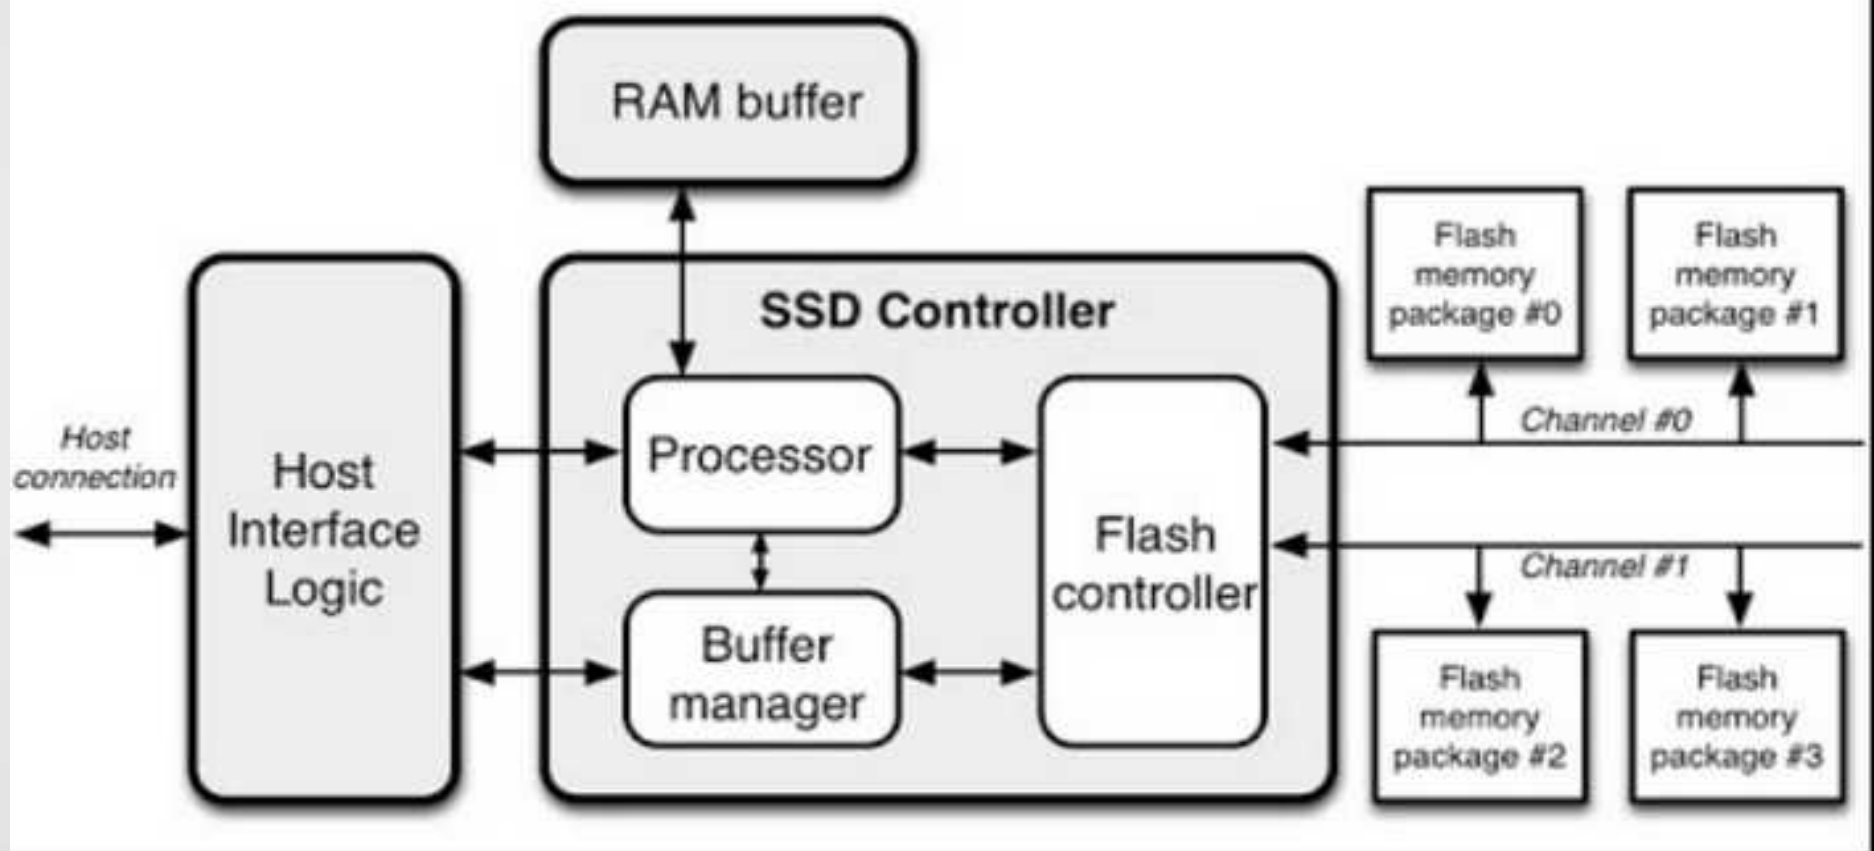 RAM buffer
SSD Controller
Host
connection
Host
Interface
Logic
Processor
Buffer
manager
Flash
controller
Flash
memory
package #0
Flash
memory
package #1
Channel #0
Channel #1
Flash
memory
package #2
Flash
memory
package #3